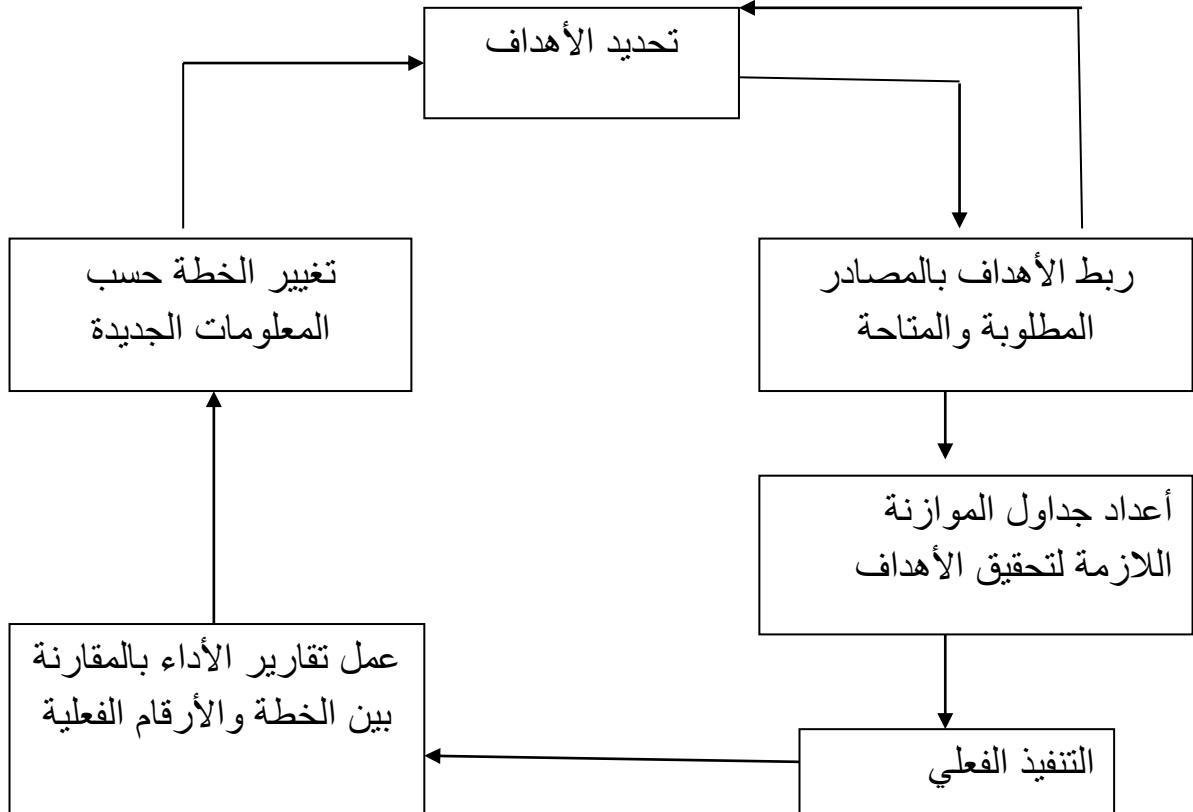 تحديد الأهداف
ربط الأهداف بالمصادر
المطلوبة والمتاحة
أعداد جداول الموازنة
اللازمة لتحقيق الأهداف
التنفيذ الفعلي
عمل تقارير الأداء بالمقارنة
بين الخطة والأرقام الفعلية
تغيير الخطة حسب
المعلومات الجديدة